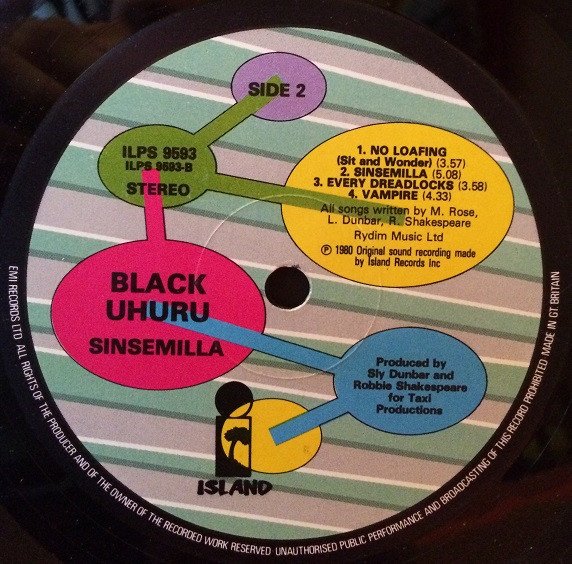 SIDE 2
ILPS 9593
ILPS 9593-B
STEREO
1. NO LOAFING
(Sit and Wonder) (3.57)
2. SINSEMILLA (5.08)
3. EVERY DREADLOCKS (3.58)
4. VAMPIRE (4.33)
All songs written by M. Rose,
L. Dunbar, R. Shakespeare
Rydim Music Ltd
℗ 1980 Original sound recording made
by Island Records Inc
BLACK
UHURU
SINSEMILLA
Produced by
Sly Dunbar and
Robbie Shakespeare
for Taxi
Productions
ISLAND
EMI RECORDS LTD ALL RIGHTS OF THE PRODUCER AND OF THE OWNER OF THE RECORDED WORK RESERVED UNAUTHORISED PUBLIC PERFORMANCE AND BROADCASTING OF THIS RECORD PROHIBITED MADE IN GT. BRITAIN